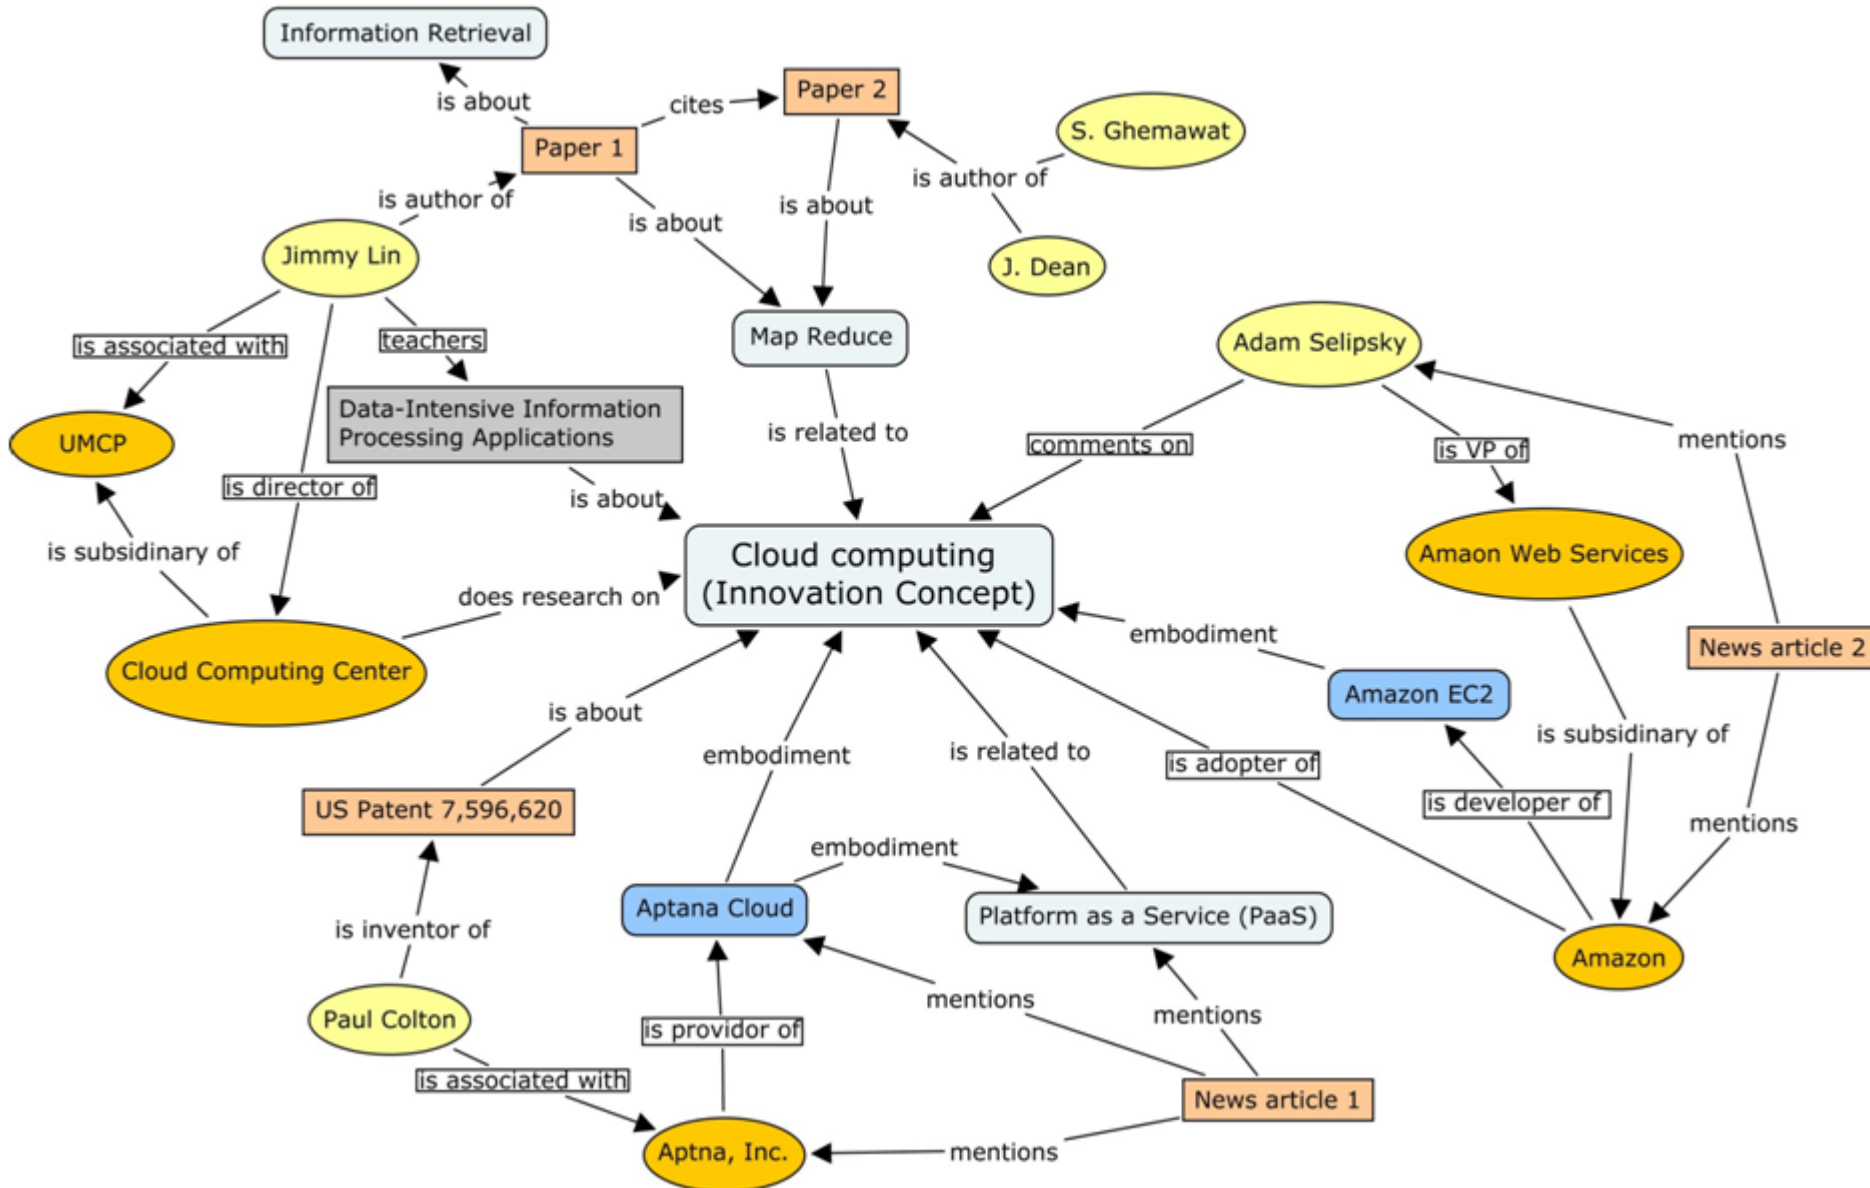 Information Retrieval
is about
cites
Paper 2
S. Ghemawat
Paper 1
is author of
is author of
is about
is about
Jimmy Lin
J. Dean
is associated with
teachers
Map Reduce
Adam Selipsky
Data-Intensive Information
Processing Applications
UMCP
is related to
comments on
is VP of
mentions
is director of
is about
is subsidinary of
Cloud computing
(Innovation Concept)
Amaon Web Services
does research on
embodiment
News article 2
Cloud Computing Center
Amazon EC2
is about
embodiment
is related to
is adopter of
is subsidinary of
US Patent 7,596,620
is developer of
mentions
embodiment
Aptana Cloud
Platform as a Service (PaaS)
is inventor of
Amazon
mentions
mentions
Paul Colton
is providor of
is associated with
News article 1
Aptna, Inc.
mentions